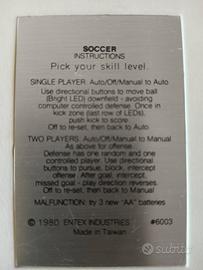 SOCCER
INSTRUCTIONS
Pick your skill level.
SINGLE PLAYER: Auto/Off/Manual to Auto
Use directional buttons to move ball
(Bright LED) downfield - avoiding
computer controlled defense. Once in
kick zone (last row of LEDs),
push kick to score.
Off to re-set, then back to Auto.
TWO PLAYERS: Auto/Off/Manual to Manual
As above for offense.
Defense has one random and one
controlled player. Use directional
buttons to pursue, block, intercept
offense. After goal, intercept,
missed goal - play direction reverses.
Off to re-set, then back to Manual
MALFUNCTION: try 3 new "AA" batteries
© 1980 ENTEX INDUSTRIES #6003
Made in Taiwan
subito